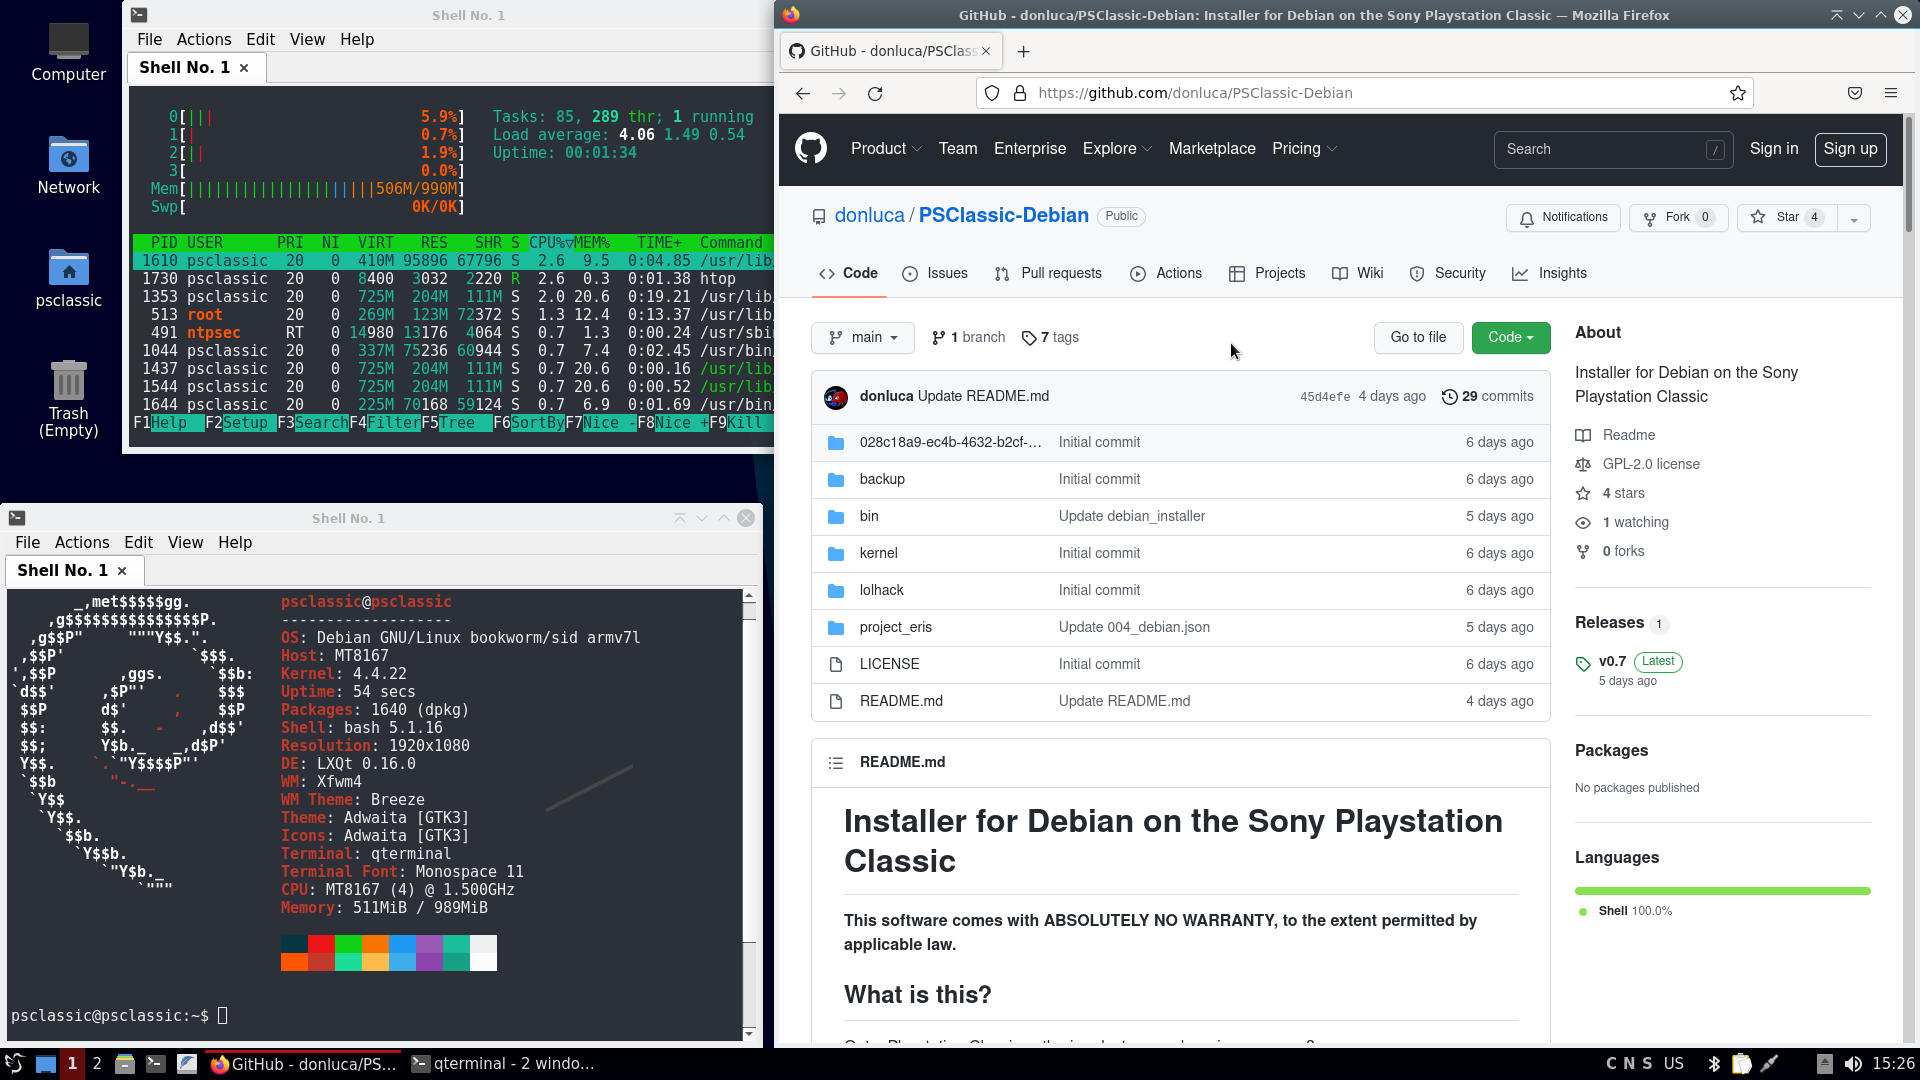 Computer
Network
psclassic
Trash
(Empty)
Shell No. 1
File Actions Edit View Help
Shell No. 1 ×
0[||| 5.9%] Tasks: 85, 289 thr; 1 running
1[| 0.7%] Load average: 4.06 1.49 0.54
2[|| 1.9%] Uptime: 00:01:34
3[ 0.0%]
Mem[|||||||||||||||||||||506M/990M]
Swp[ 0K/0K]
PID USER PRI NI VIRT RES SHR S CPU%▽MEM% TIME+ Command
1610 psclassic 20 0 410M 95896 67796 S 2.6 9.5 0:04.85 /usr/lib
1730 psclassic 20 0 8400 3032 2220 R 2.6 0.3 0:01.38 htop
1353 psclassic 20 0 725M 204M 111M S 2.0 20.6 0:19.21 /usr/lib
513 root 20 0 269M 123M 72372 S 1.3 12.4 0:13.37 /usr/lib
491 ntpsec RT 0 14980 13176 4064 S 0.7 1.3 0:00.24 /usr/sbi
1044 psclassic 20 0 337M 75236 60944 S 0.7 7.4 0:02.45 /usr/bin
1437 psclassic 20 0 725M 204M 111M S 0.7 20.6 0:00.16 /usr/lib
1544 psclassic 20 0 725M 204M 111M S 0.7 20.6 0:00.52 /usr/lib
1644 psclassic 20 0 225M 70168 59124 S 0.7 6.9 0:01.69 /usr/bin
F1Help F2Setup F3SearchF4FilterF5Tree F6SortByF7Nice -F8Nice +F9Kill
Shell No. 1
File Actions Edit View Help
Shell No. 1 ×
_,met$$$$$gg.
,g$$$$$$$$$$$$$$$P.
,g$$P" """Y$$.".
,$$P' `$$$.
',$$P ,ggs. `$$b:
`d$$' ,$P"' . $$$
$$P d$' , $$P
$$: $$. - ,d$$'
$$; Y$b._ _,d$P'
Y$$. `.`"Y$$$$P"'
`$$b "-.__
`Y$$
`Y$$.
`$$b.
`Y$$b.
`"Y$b._
`"""
psclassic@psclassic
-------------------
OS: Debian GNU/Linux bookworm/sid armv7l
Host: MT8167
Kernel: 4.4.22
Uptime: 54 secs
Packages: 1640 (dpkg)
Shell: bash 5.1.16
Resolution: 1920x1080
DE: LXQt 0.16.0
WM: Xfwm4
WM Theme: Breeze
Theme: Adwaita [GTK3]
Icons: Adwaita [GTK3]
Terminal: qterminal
Terminal Font: Monospace 11
CPU: MT8167 (4) @ 1.500GHz
Memory: 511MiB / 989MiB
psclassic@psclassic:~$
GitHub - donluca/PSClassic-Debian: Installer for Debian on the Sony Playstation Classic — Mozilla Firefox
GitHub - donluca/PSClas ×
https://github.com/donluca/PSClassic-Debian
Product Team Enterprise Explore Marketplace Pricing Search / Sign in Sign up
donluca / PSClassic-Debian Public
Notifications Fork 0 Star 4
Code Issues Pull requests Actions Projects Wiki Security Insights
main 1 branch 7 tags Go to file Code
donluca Update README.md 45d4efe 4 days ago 29 commits
028c18a9-ec4b-4632-b2cf-... Initial commit 6 days ago
backup Initial commit 6 days ago
bin Update debian_installer 5 days ago
kernel Initial commit 6 days ago
lolhack Initial commit 6 days ago
project_eris Update 004_debian.json 5 days ago
LICENSE Initial commit 6 days ago
README.md Update README.md 4 days ago
README.md
Installer for Debian on the Sony Playstation
Classic
This software comes with ABSOLUTELY NO WARRANTY, to the extent permitted by
applicable law.
What is this?
About
Installer for Debian on the Sony
Playstation Classic
Readme
GPL-2.0 license
4 stars
1 watching
0 forks
Releases 1
v0.7 Latest
5 days ago
Packages
No packages published
Languages
Shell 100.0%
1 2 GitHub - donluca/PS... qterminal - 2 windo... C N S US 15:26